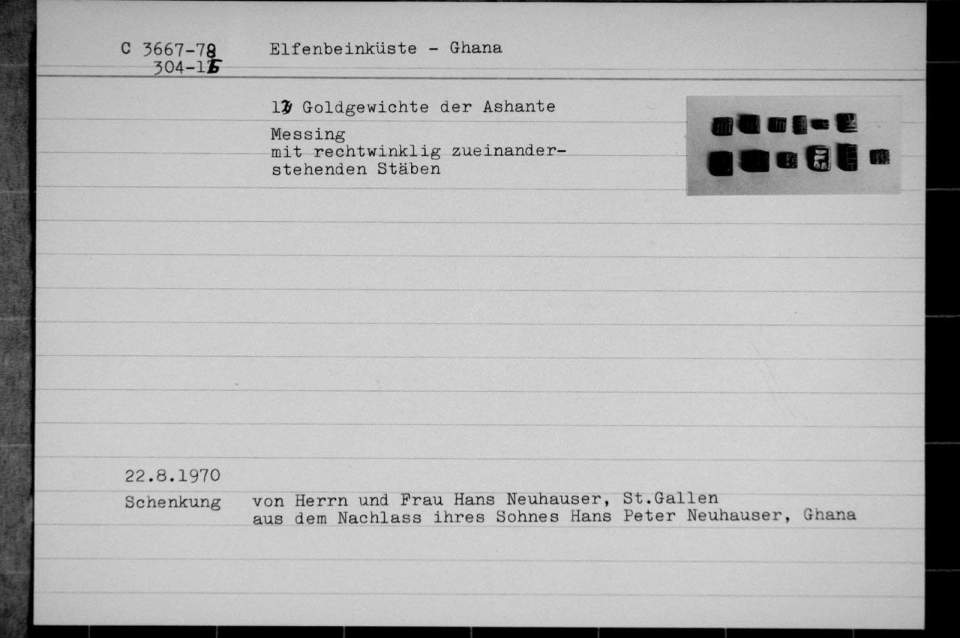 C 3667-78 Elfenbeinküste - Ghana
304-15
Goldgewichte der Ashante
Messing
mit rechtwinklig zueinander-
stehenden Stäben
22.8.1970
Schenkung von Herrn und Frau Hans Neuhauser, St.Gallen
aus dem Nachlass ihres Sohnes Hans Peter Neuhauser, Ghana